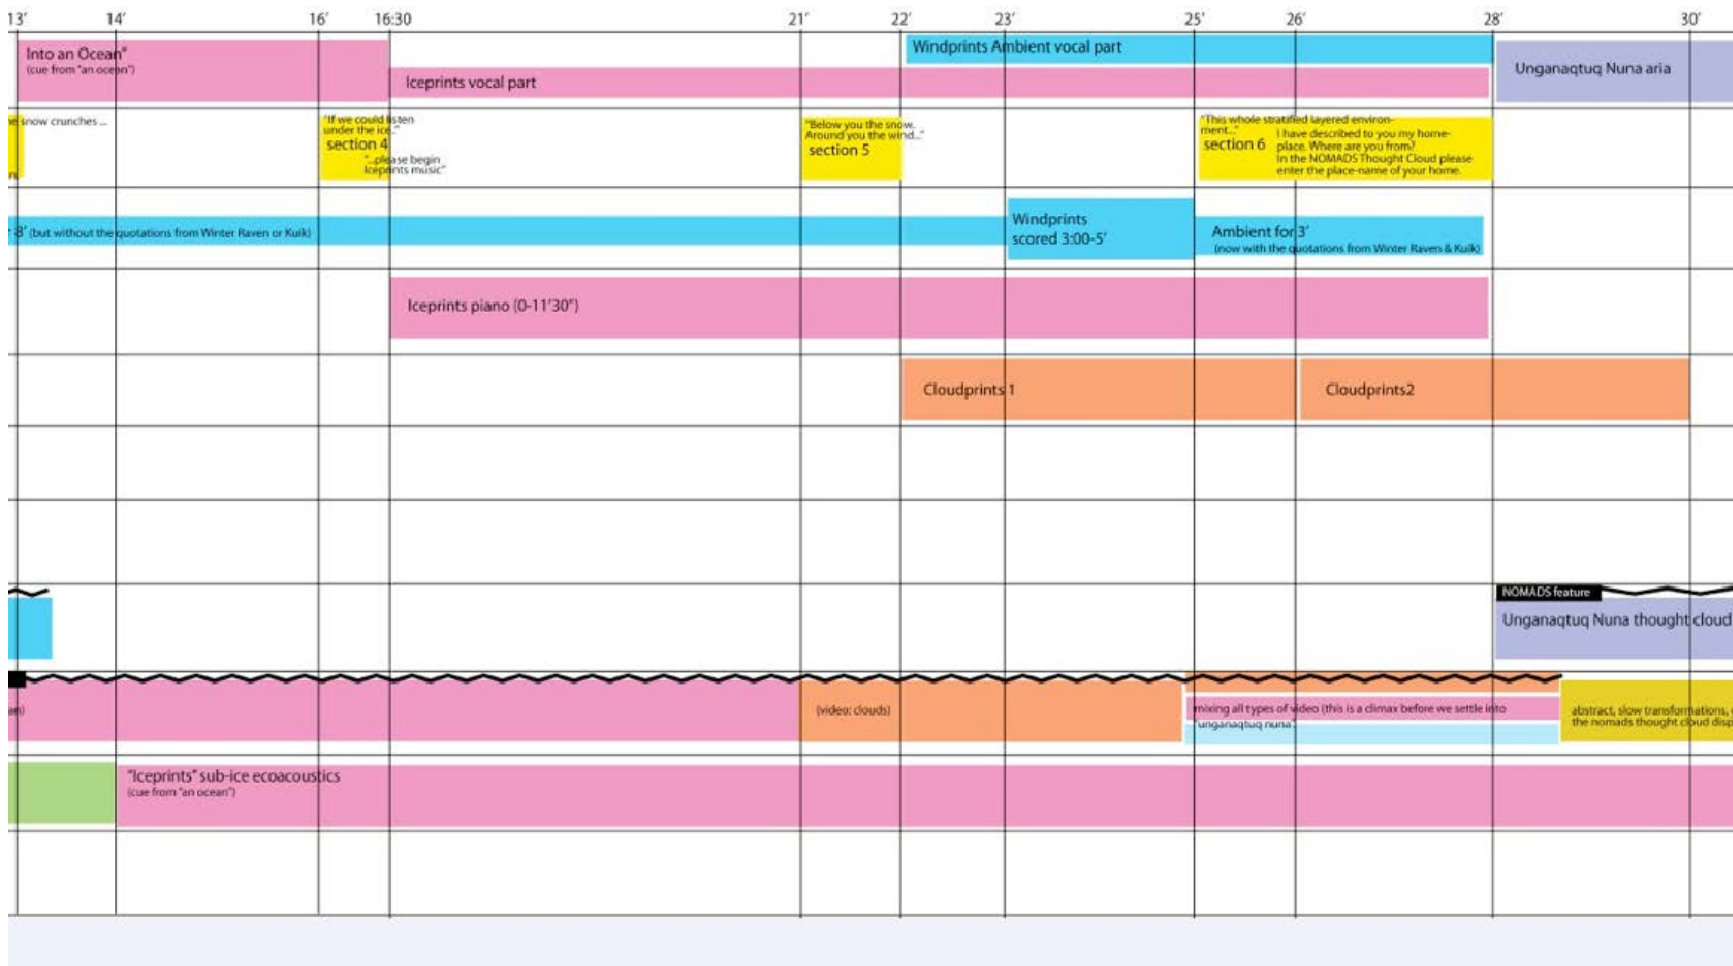 13′ 14′ 16′ 16:30 21′ 22′ 23′ 25′ 26′ 28′ 30′
Into an Ocean"
(cue from "an ocean")
Iceprints vocal part
Windprints Ambient vocal part
Unganaqtuq Nuna aria
snow crunches ...
"If we could listen
under the ice..."
section 4
"...please begin
Iceprints music"
"Below you the snow.
Around you the wind..."
section 5
"This whole stratified layered environ-
ment..."
section 6
I have described to you my home-
place. Where are you from?
In the NOMADS Thought Cloud please
enter the place-name of your home.
8′ (but without the quotations from Winter Raven or Kuik)
Windprints
scored 3:00-5′
Ambient for 3′
(now with the quotations from Winter Raven & Kuik)
Iceprints piano (0-11′30")
Cloudprints 1
Cloudprints2
NOMADS feature
Unganaqtuq Nuna thought cloud
(video: clouds)
mixing all types of video (this is a climax before we settle into
"unganaqtuq nuna"
abstract, slow transformations,
the nomads thought cloud disp
"Iceprints" sub-ice ecoacoustics
(cue from "an ocean")